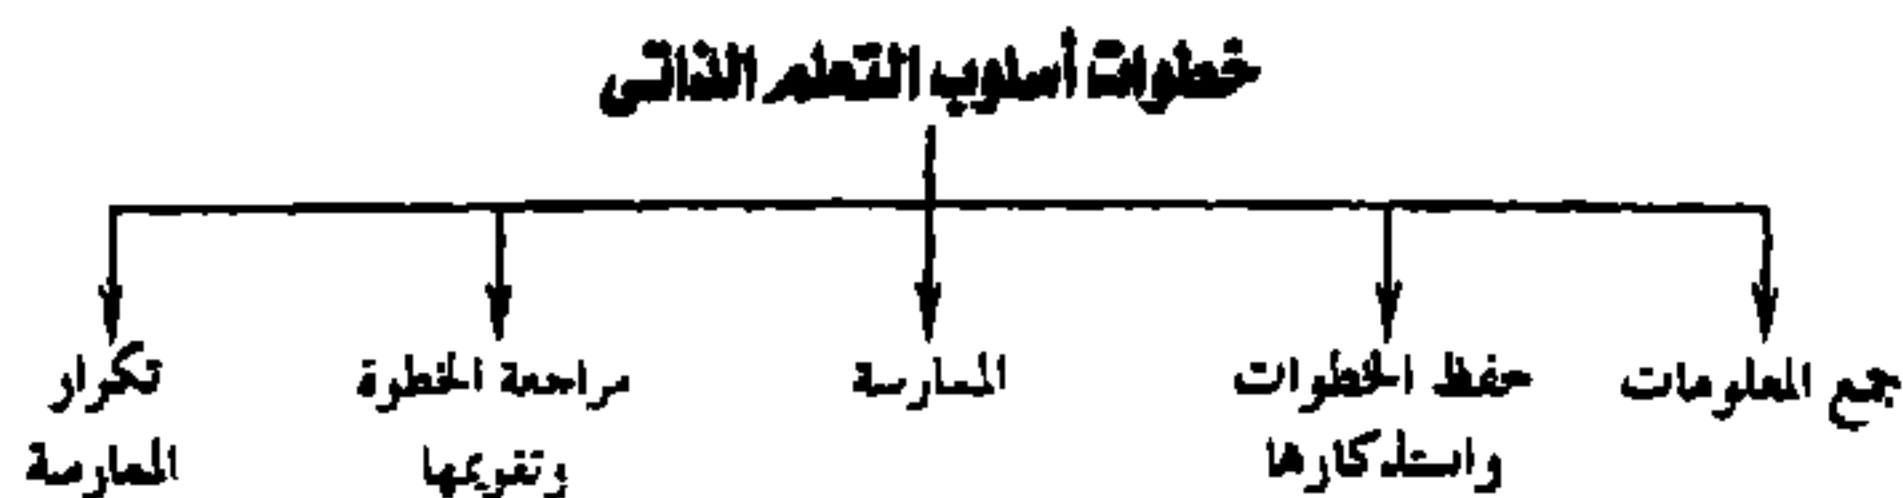 خطوات أسلوب التعلم الذاتى
جمع المعلومات
حفظ الخطوات
واستذكارها
الممارسة
مراجعة الخطوة
وتقويمها
تكرار
الممارسة